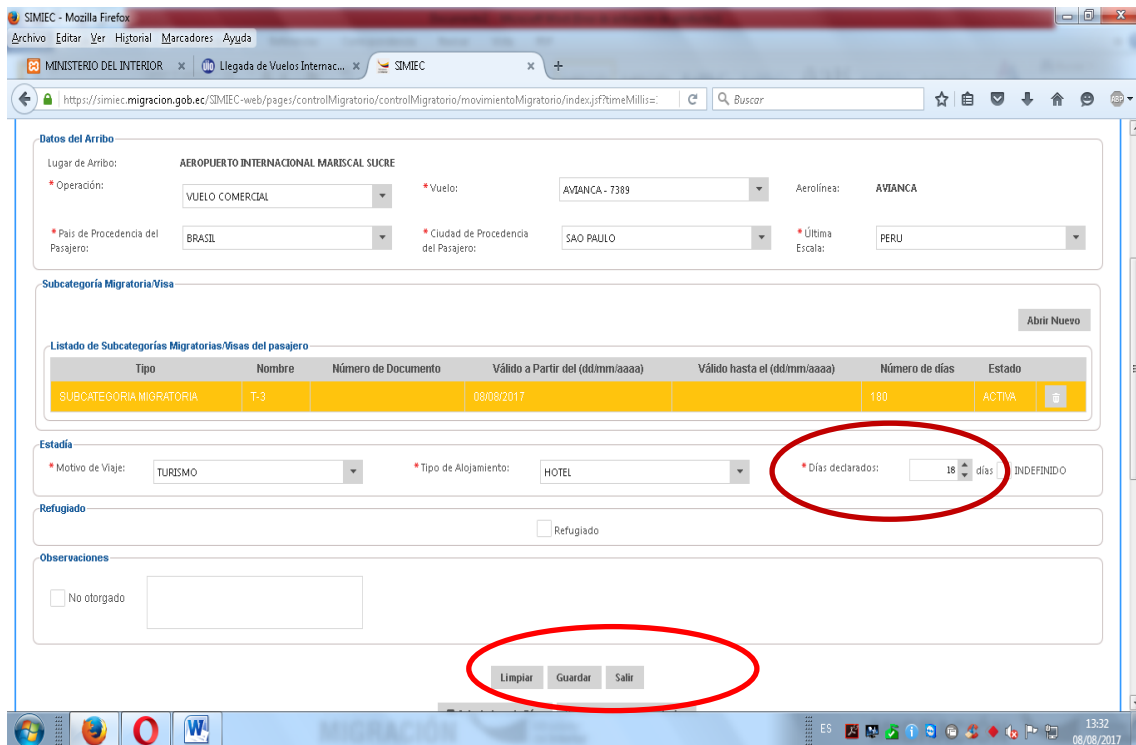 SIMIEC - Mozilla Firefox
Archivo Editar Ver Historial Marcadores Ayuda
MINISTERIO DEL INTERIOR × Llegada de Vuelos Internac... × SIMIEC × +
https://simiec.migracion.gob.ec/SIMIEC-web/pages/controlMigratorio/controlMigratorio/movimientoMigratorio/index.jsf?timeMillis= Buscar ABP
Datos del Arribo
Lugar de Arribo: AEROPUERTO INTERNACIONAL MARISCAL SUCRE
* Operación: VUELO COMERCIAL * Vuelo: AVIANCA - 7389 Aerolínea: AVIANCA
* Pais de Procedencia del Pasajero: BRASIL * Ciudad de Procedencia del Pasajero: SAO PAULO * Última Escala: PERU
Subcategoría Migratoria/Visa
Abrir Nuevo
Listado de Subcategorías Migratorias/Visas del pasajero
Tipo Nombre Número de Documento Válido a Partir del (dd/mm/aaaa) Válido hasta el (dd/mm/aaaa) Número de días Estado
SUBCATEGORIA MIGRATORIA T-3 08/08/2017 180 ACTIVA
Estadía
* Motivo de Viaje: TURISMO * Tipo de Alojamiento: HOTEL * Días declarados: 18 días INDEFINIDO
Refugiado
Refugiado
Observaciones
No otorgado
Limpiar Guardar Salir
ES 13:32
08/08/2017